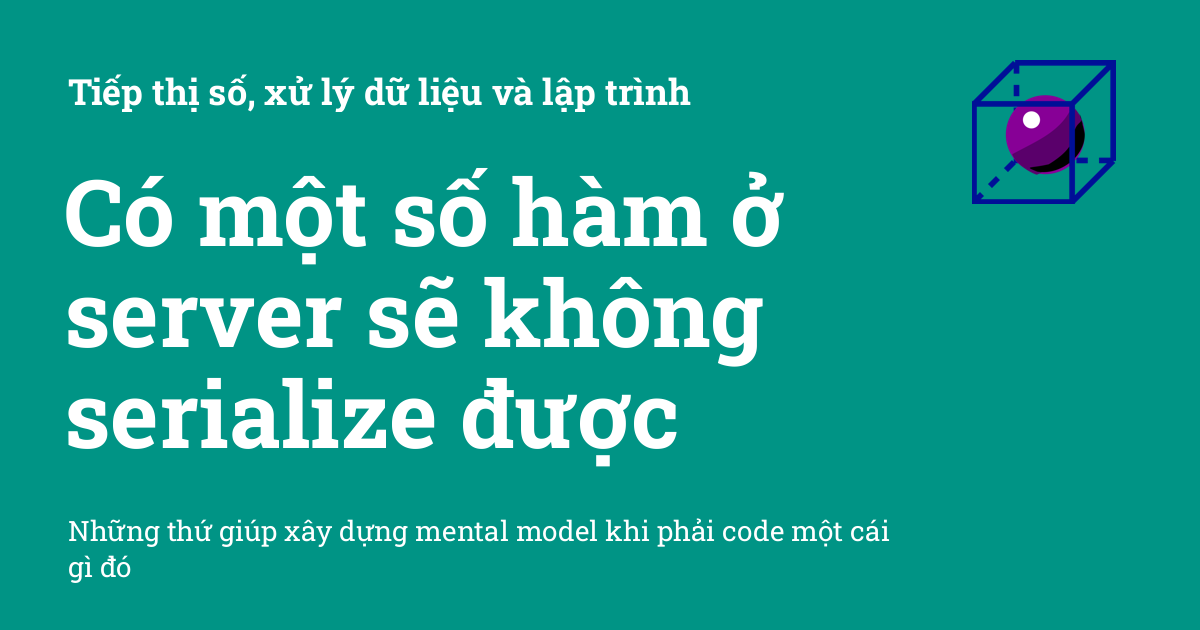 Tiếp thị số, xử lý dữ liệu và lập trình
Có một số hàm ở
server sẽ không
serialize được
Những thứ giúp xây dựng mental model khi phải code một cái
gì đó